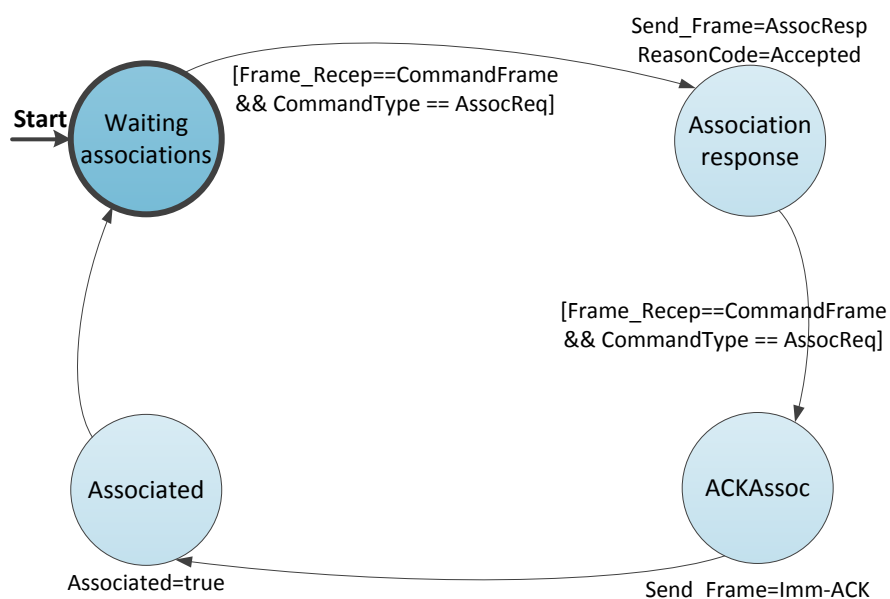 Send_Frame=AssocResp
ReasonCode=Accepted
[Frame_Recep==CommandFrame
&& CommandType == AssocReq]
Start
Waiting
associations
Association
response
[Frame_Recep==CommandFrame
&& CommandType == AssocReq]
Associated
ACKAssoc
Associated=true
Send_Frame=Imm-ACK